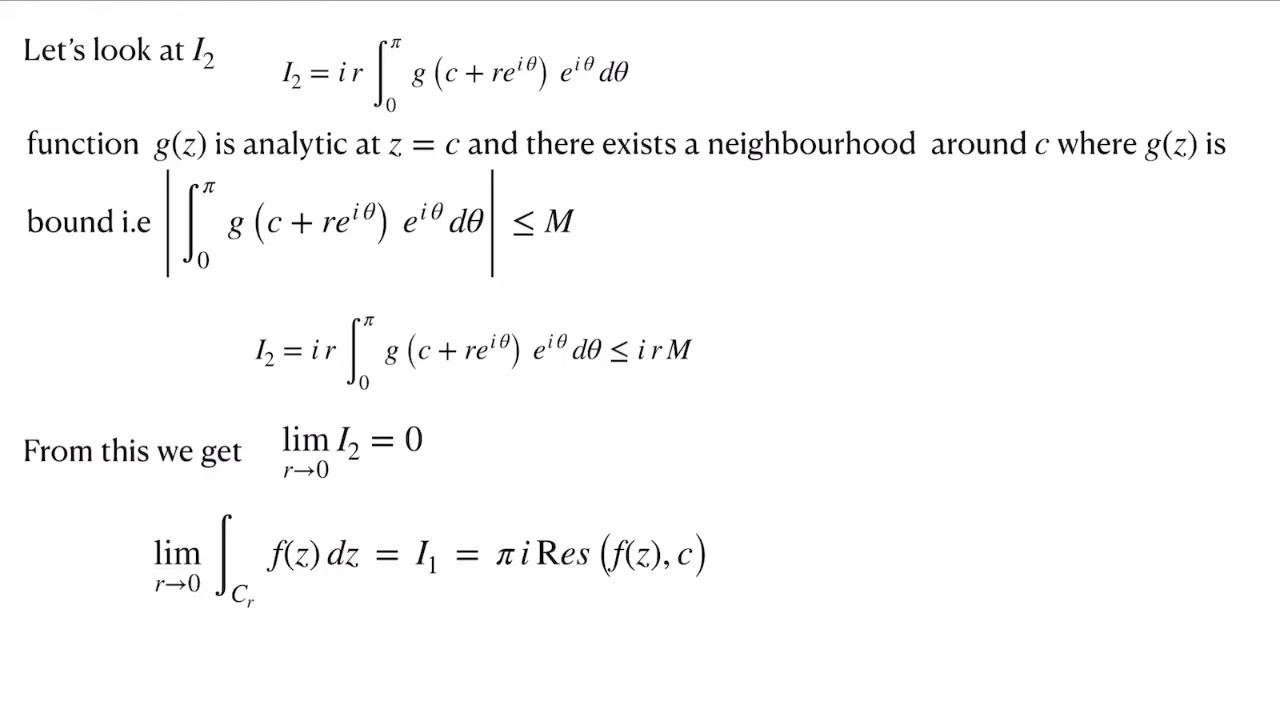 Let's look at I₂ I₂ = i r ∫₀^π g (c + re^{iθ}) e^{iθ} dθ
function g(z) is analytic at z = c and there exists a neighbourhood around c where g(z) is
bound i.e |∫₀^π g (c + re^{iθ}) e^{iθ} dθ| ≤ M
I₂ = i r ∫₀^π g (c + re^{iθ}) e^{iθ} dθ ≤ i r M
From this we get lim_{r→0} I₂ = 0
lim_{r→0} ∫_{C_r} f(z) dz = I₁ = π i Res (f(z), c)